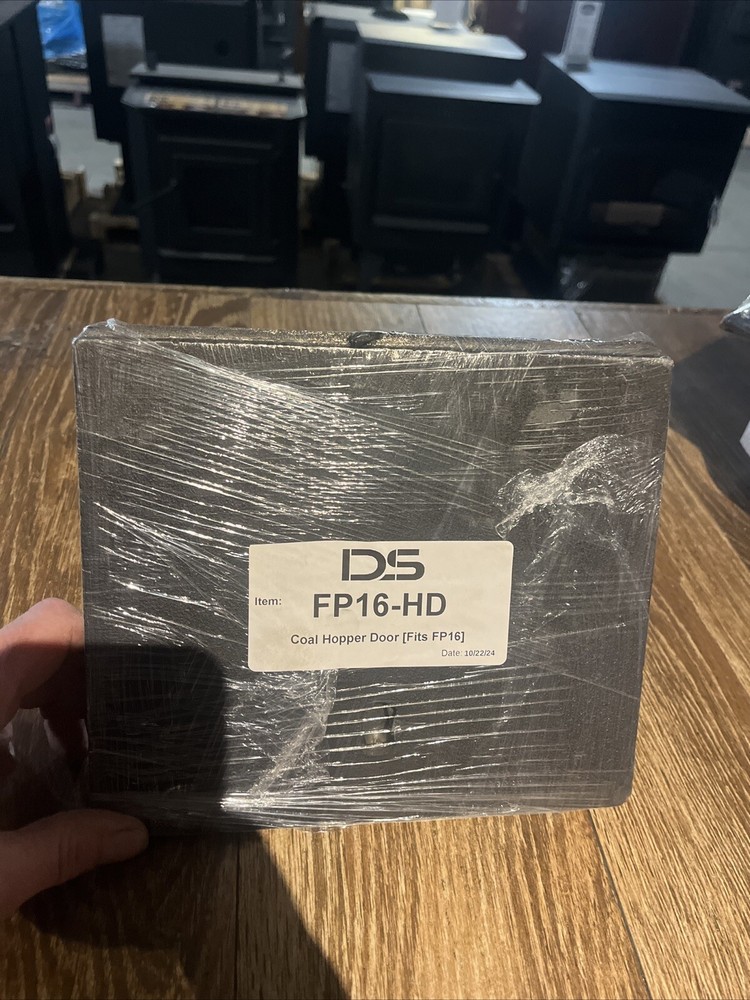 DS
Item: FP16-HD
Coal Hopper Door [Fits FP16]
Date: 10/22/24